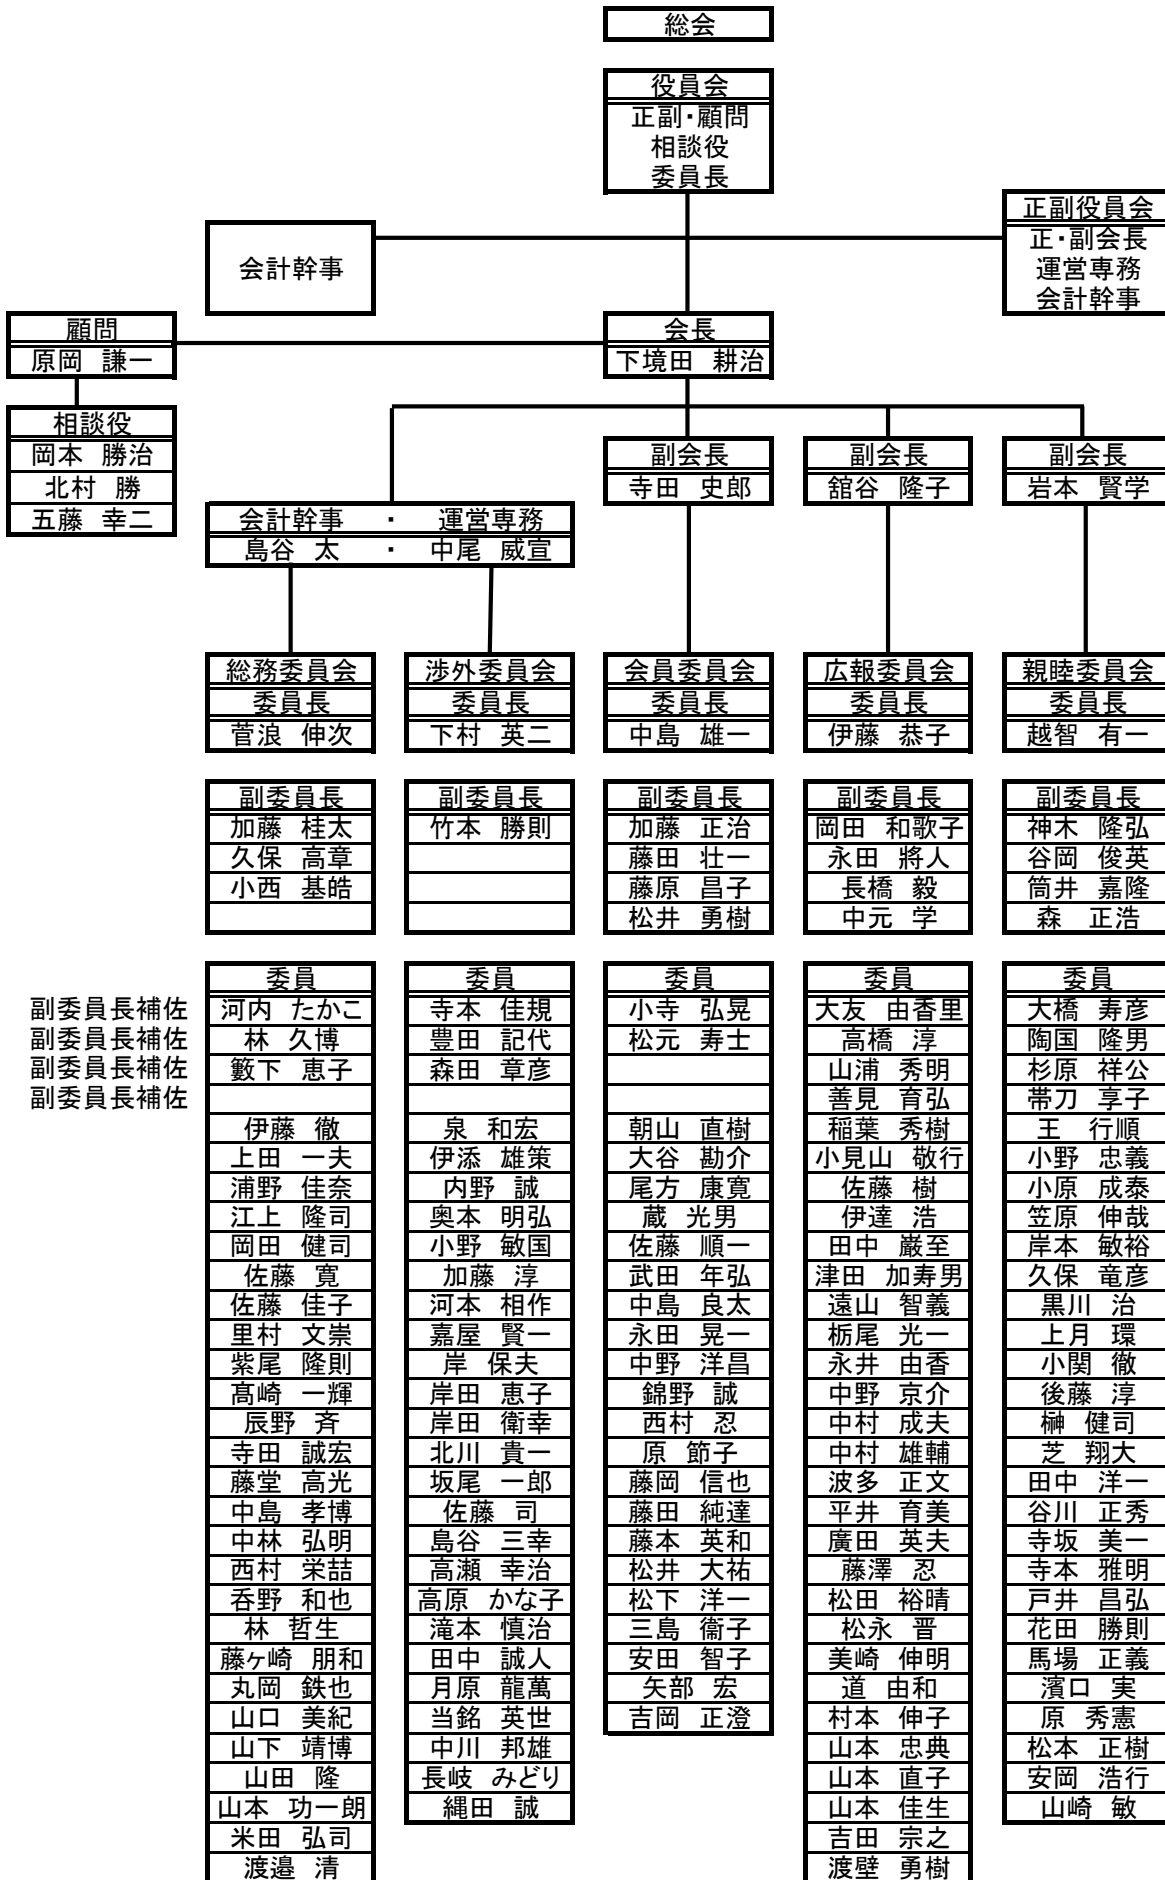 総会
役員会
正副・顧問
相談役
委員長
正副役員会
正・副会長
運営専務
会計幹事
会計幹事
顧問
原岡 謙一
会長
下境田 耕治
相談役
岡本 勝治
北村 勝
五藤 幸二
副会長
寺田 史郎
副会長
舘谷 隆子
副会長
岩本 賢学
会計幹事 ・ 運営専務
島谷 太 ・ 中尾 威宣
総務委員会
委員長
菅浪 伸次
渉外委員会
委員長
下村 英二
会員委員会
委員長
中島 雄一
広報委員会
委員長
伊藤 恭子
親睦委員会
委員長
越智 有一
副委員長
加藤 桂太
久保 高章
小西 基皓
副委員長
竹本 勝則
副委員長
加藤 正治
藤田 壮一
藤原 昌子
松井 勇樹
副委員長
岡田 和歌子
永田 將人
長橋 毅
中元 学
副委員長
神木 隆弘
谷岡 俊英
筒井 嘉隆
森 正浩
副委員長補佐
副委員長補佐
副委員長補佐
副委員長補佐
委員
河内 たかこ
林 久博
籔下 恵子
伊藤 徹
上田 一夫
浦野 佳奈
江上 隆司
岡田 健司
佐藤 寛
佐藤 佳子
里村 文崇
紫尾 隆則
髙崎 一輝
辰野 斉
寺田 誠宏
藤堂 高光
中島 孝博
中林 弘明
西村 栄喆
呑野 和也
林 哲生
藤ヶ崎 朋和
丸岡 鉄也
山口 美紀
山下 靖博
山田 隆
山本 功一朗
米田 弘司
渡邉 清
委員
寺本 佳規
豊田 記代
森田 章彦
泉 和宏
伊添 雄策
内野 誠
奥本 明弘
小野 敏国
加藤 淳
河本 相作
嘉屋 賢一
岸 保夫
岸田 恵子
岸田 衛幸
北川 貴一
坂尾 一郎
佐藤 司
島谷 三幸
高瀬 幸治
高原 かな子
滝本 慎治
田中 誠人
月原 龍萬
当銘 英世
中川 邦雄
長岐 みどり
縄田 誠
委員
小寺 弘晃
松元 寿士
朝山 直樹
大谷 勘介
尾方 康寛
蔵 光男
佐藤 順一
武田 年弘
中島 良太
永田 晃一
中野 洋昌
錦野 誠
西村 忍
原 節子
藤岡 信也
藤田 純達
藤本 英和
松井 大祐
松下 洋一
三島 衞子
安田 智子
矢部 宏
吉岡 正澄
委員
大友 由香里
高橋 淳
山浦 秀明
善見 育弘
稲葉 秀樹
小見山 敬行
佐藤 樹
伊達 浩
田中 巌至
津田 加寿男
遠山 智義
栃尾 光一
永井 由香
中野 京介
中村 成夫
中村 雄輔
波多 正文
平井 育美
廣田 英夫
藤澤 忍
松田 裕晴
松永 晋
美崎 伸明
道 由和
村本 伸子
山本 忠典
山本 直子
山本 佳生
吉田 宗之
渡壁 勇樹
委員
大橋 寿彦
陶国 隆男
杉原 祥公
帯刀 享子
王 行順
小野 忠義
小原 成泰
笠原 伸哉
岸本 敏裕
久保 竜彦
黒川 治
上月 環
小関 徹
後藤 淳
榊 健司
芝 翔大
田中 洋一
谷川 正秀
寺坂 美一
寺本 雅明
戸井 昌弘
花田 勝則
馬場 正義
濱口 実
原 秀憲
松本 正樹
安岡 浩行
山崎 敏